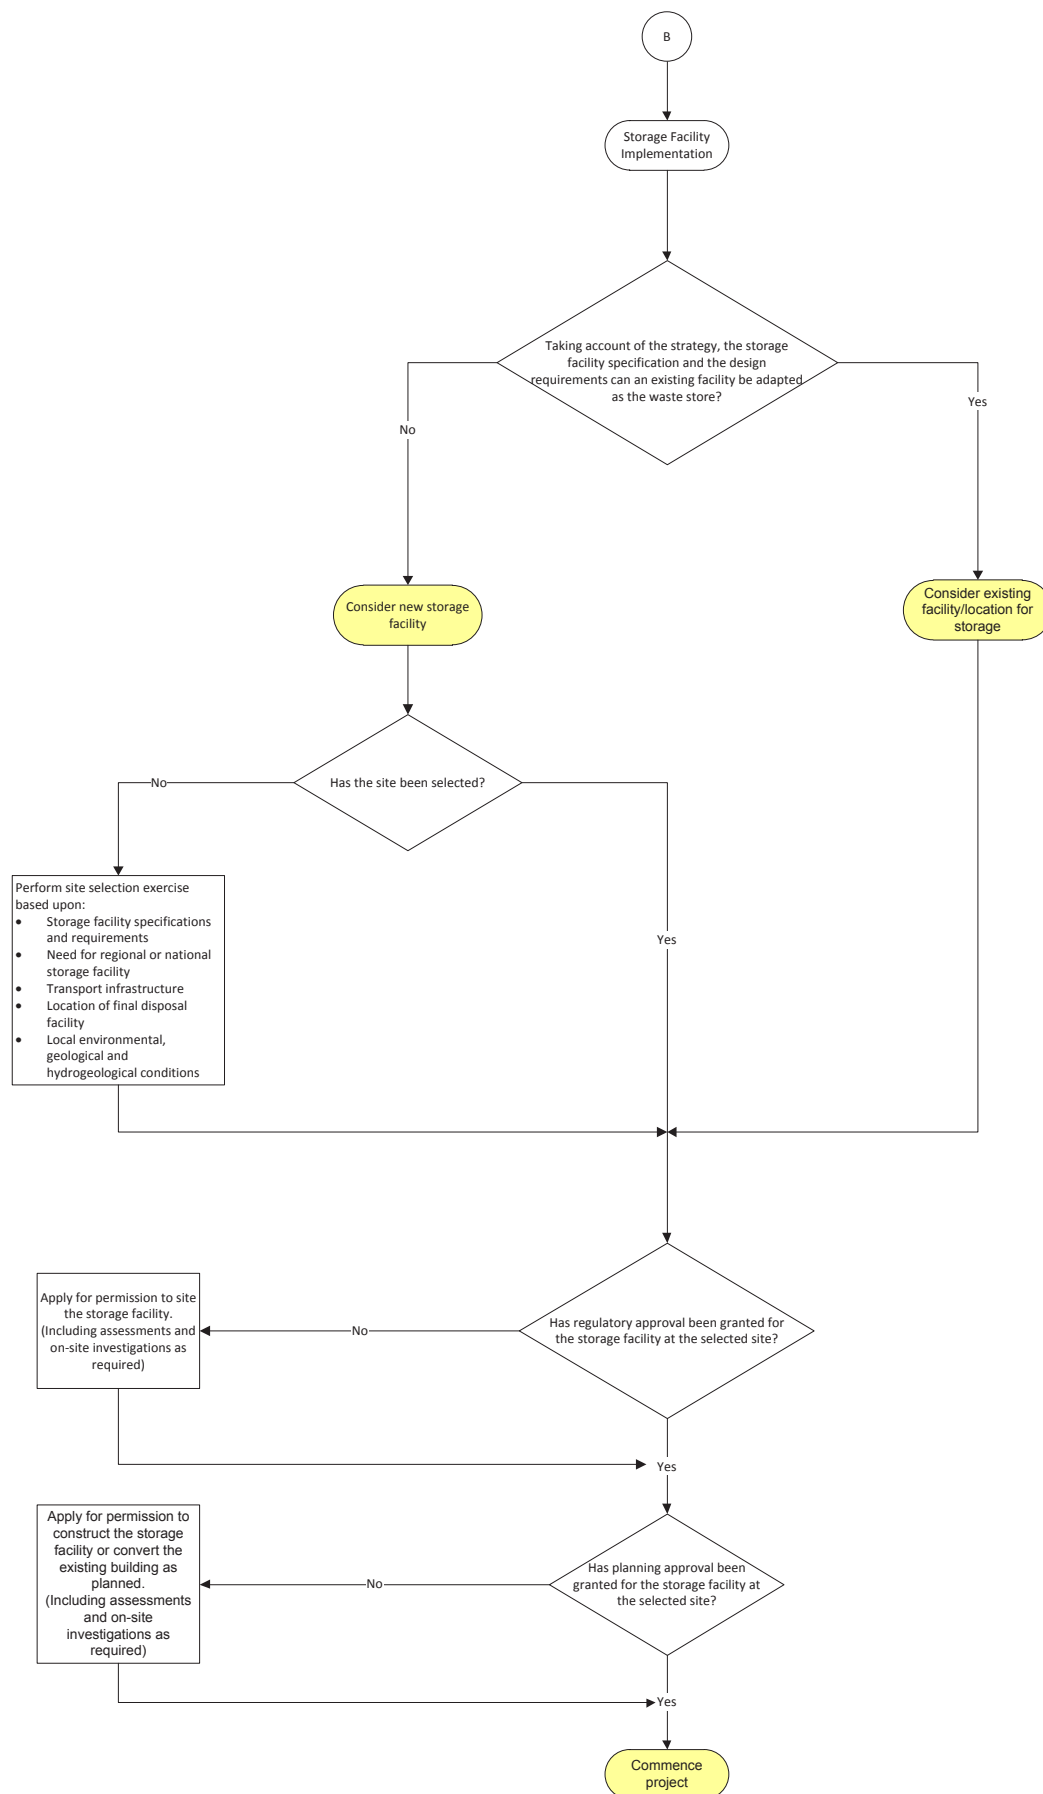 B
Storage Facility
Implementation
Taking account of the strategy, the storage
facility specification and the design
requirements can an existing facility be adapted
as the waste store?
No
Yes
Consider new storage
facility
Consider existing
facility/location for
storage
Has the site been selected?
No
Yes
Perform site selection exercise
based upon:
• Storage facility specifications
and requirements
• Need for regional or national
storage facility
• Transport infrastructure
• Location of final disposal
facility
• Local environmental,
geological and
hydrogeological conditions
Has regulatory approval been granted for
the storage facility at the selected site?
No
Apply for permission to site
the storage facility.
(Including assessments and
on-site investigations as
required)
Yes
Has planning approval been
granted for the storage facility at
the selected site?
No
Apply for permission to
construct the storage
facility or convert the
existing building as
planned.
(Including assessments
and on-site
investigations as
required)
Yes
Commence
project